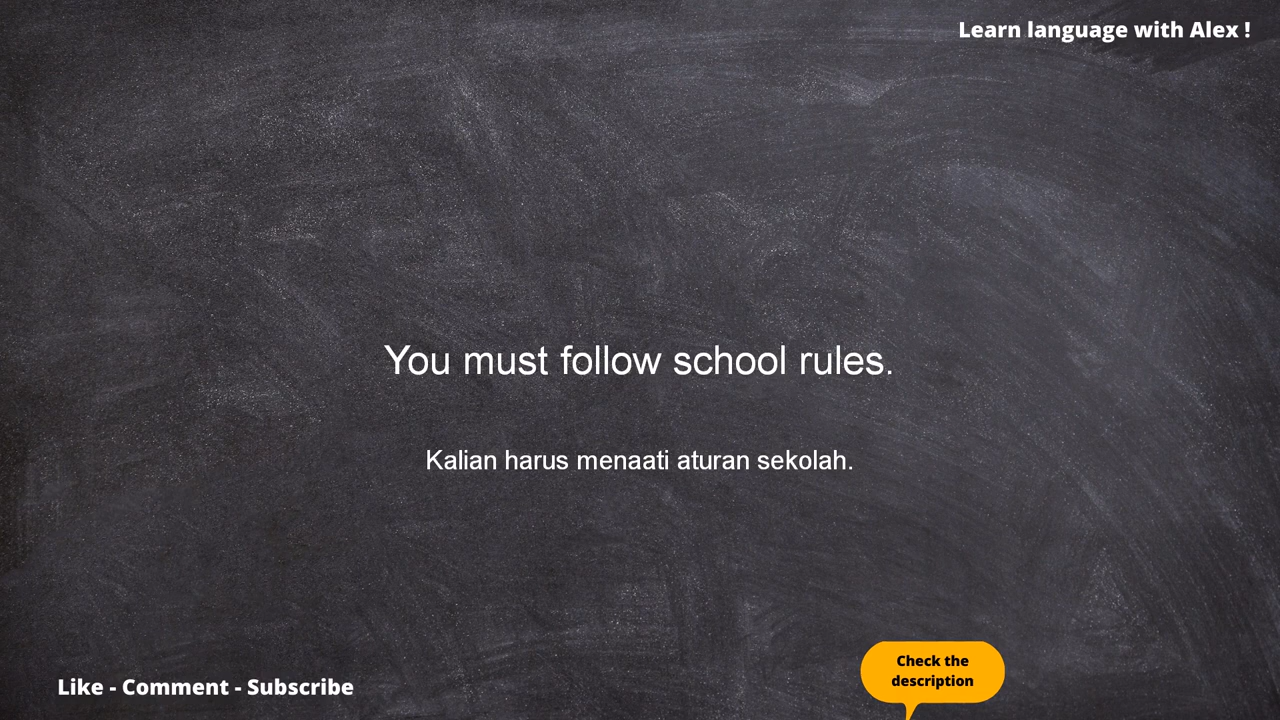 Learn language with Alex !
You must follow school rules.
Kalian harus menaati aturan sekolah.
Like - Comment - Subscribe
Check the
description